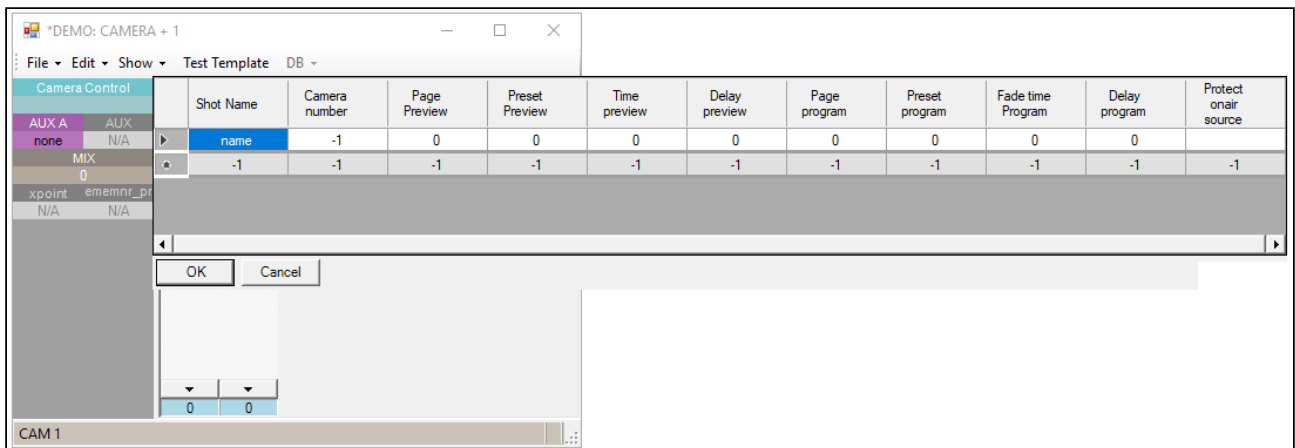 *DEMO: CAMERA + 1
File Edit Show Test Template DB
Camera Control
AUX A AUX
none N/A
MIX
0
xpoint ememnr_pr
N/A N/A
Shot Name Camera number Page Preview Preset Preview Time preview Delay preview Page program Preset program Fade time Program Delay program Protect onair source
name -1 0 0 0 0 0 0 0 0
-1 -1 -1 -1 -1 -1 -1 -1 -1 -1 -1
OK Cancel
0 0
CAM 1